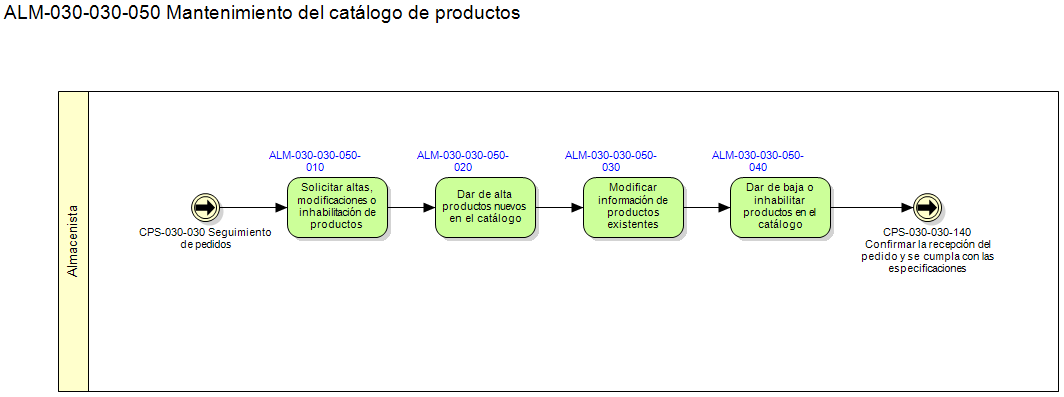 ALM-030-030-050 Mantenimiento del catálogo de productos
Almacenista
CPS-030-030 Seguimiento
de pedidos
ALM-030-030-050-
010
Solicitar altas,
modificaciones o
inhabilitación de
productos
ALM-030-030-050-
020
Dar de alta
productos nuevos
en el catálogo
ALM-030-030-050-
030
Modificar
información de
productos
existentes
ALM-030-030-050-
040
Dar de baja o
inhabilitar
productos en el
catálogo
CPS-030-030-140
Confirmar la recepción del
pedido y se cumpla con las
especificaciones